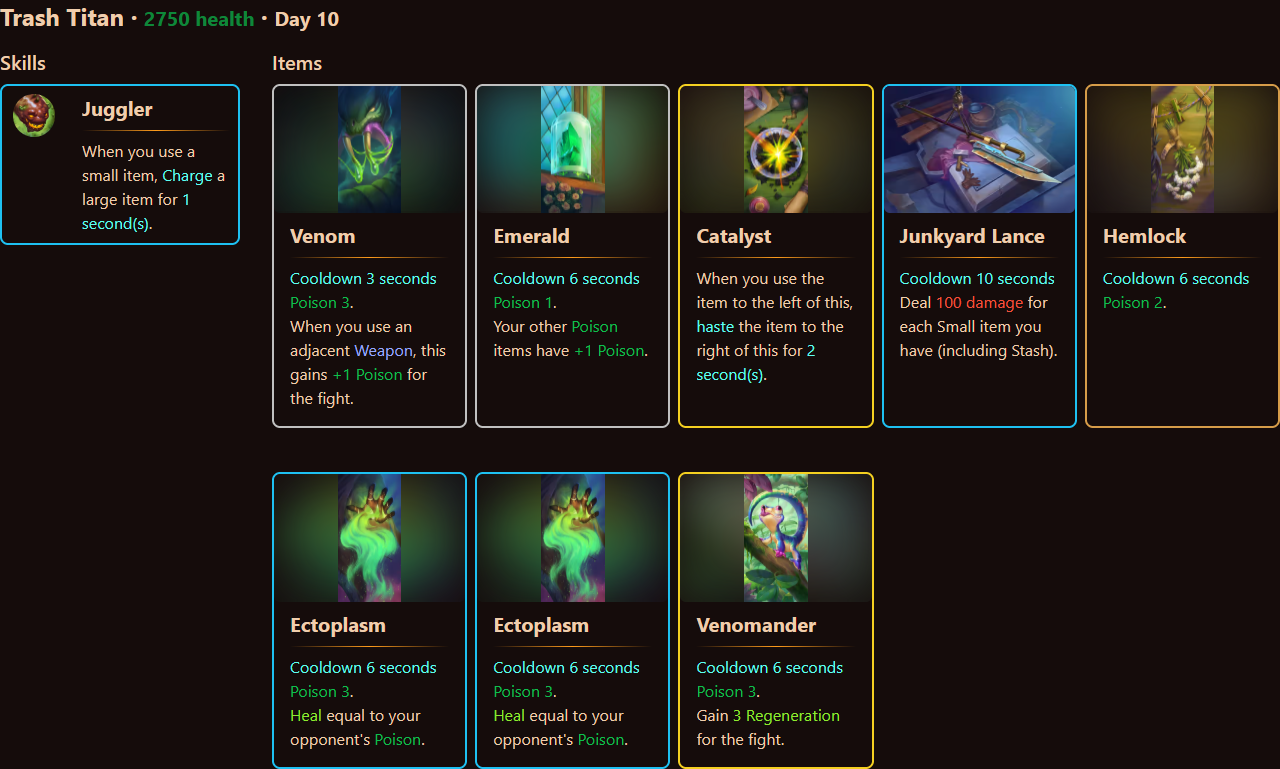 Trash Titan • 2750 health • Day 10
Skills
Items
Juggler
When you use a
small item, Charge a
large item for 1
second(s).
Venom
Cooldown 3 seconds
Poison 3.
When you use an
adjacent Weapon, this
gains +1 Poison for
the fight.
Emerald
Cooldown 6 seconds
Poison 1.
Your other Poison
items have +1 Poison.
Catalyst
When you use the
item to the left of this,
haste the item to the
right of this for 2
second(s).
Junkyard Lance
Cooldown 10 seconds
Deal 100 damage for
each Small item you
have (including Stash).
Hemlock
Cooldown 6 seconds
Poison 2.
Ectoplasm
Cooldown 6 seconds
Poison 3.
Heal equal to your
opponent's Poison.
Ectoplasm
Cooldown 6 seconds
Poison 3.
Heal equal to your
opponent's Poison.
Venomander
Cooldown 6 seconds
Poison 3.
Gain 3 Regeneration
for the fight.